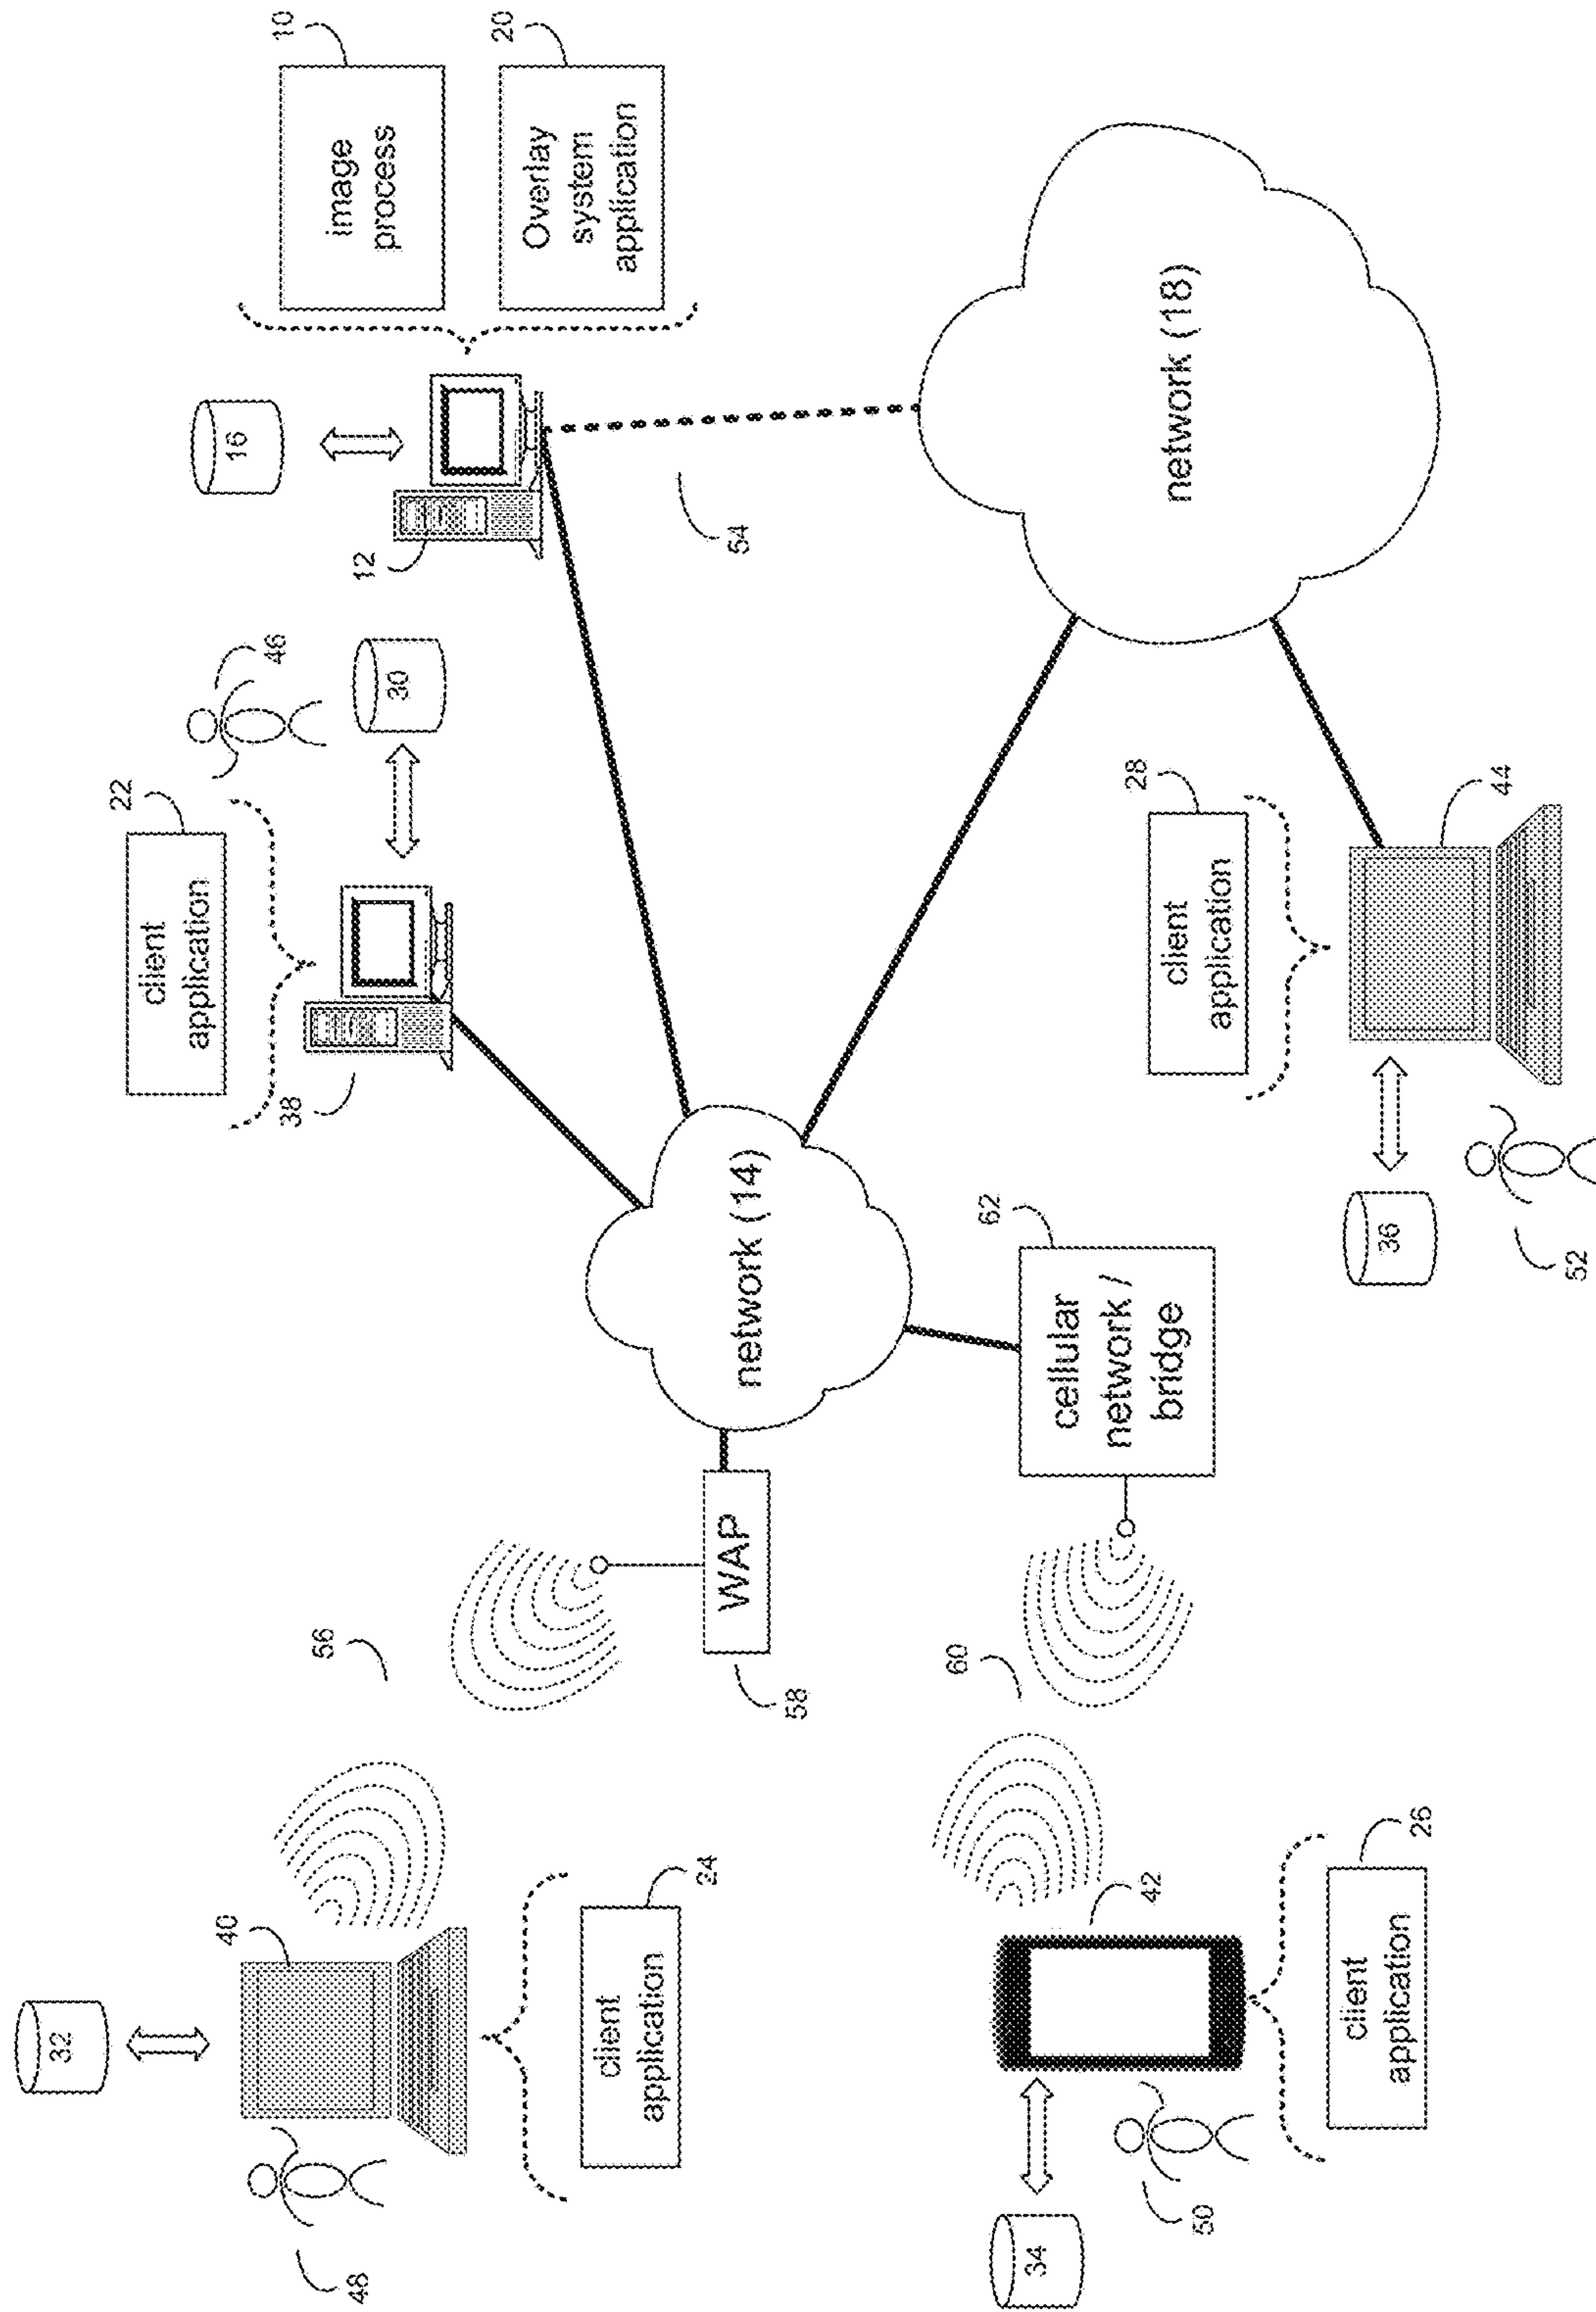 10
image
process
20
Overlay
system
application
16
12
54
46
30
22
client
application
38
network (18)
28
client
application
44
36
52
network (14)
62
cellular
network /
bridge
WAP
58
56
60
40
32
48
24
client
application
42
34
50
26
client
application